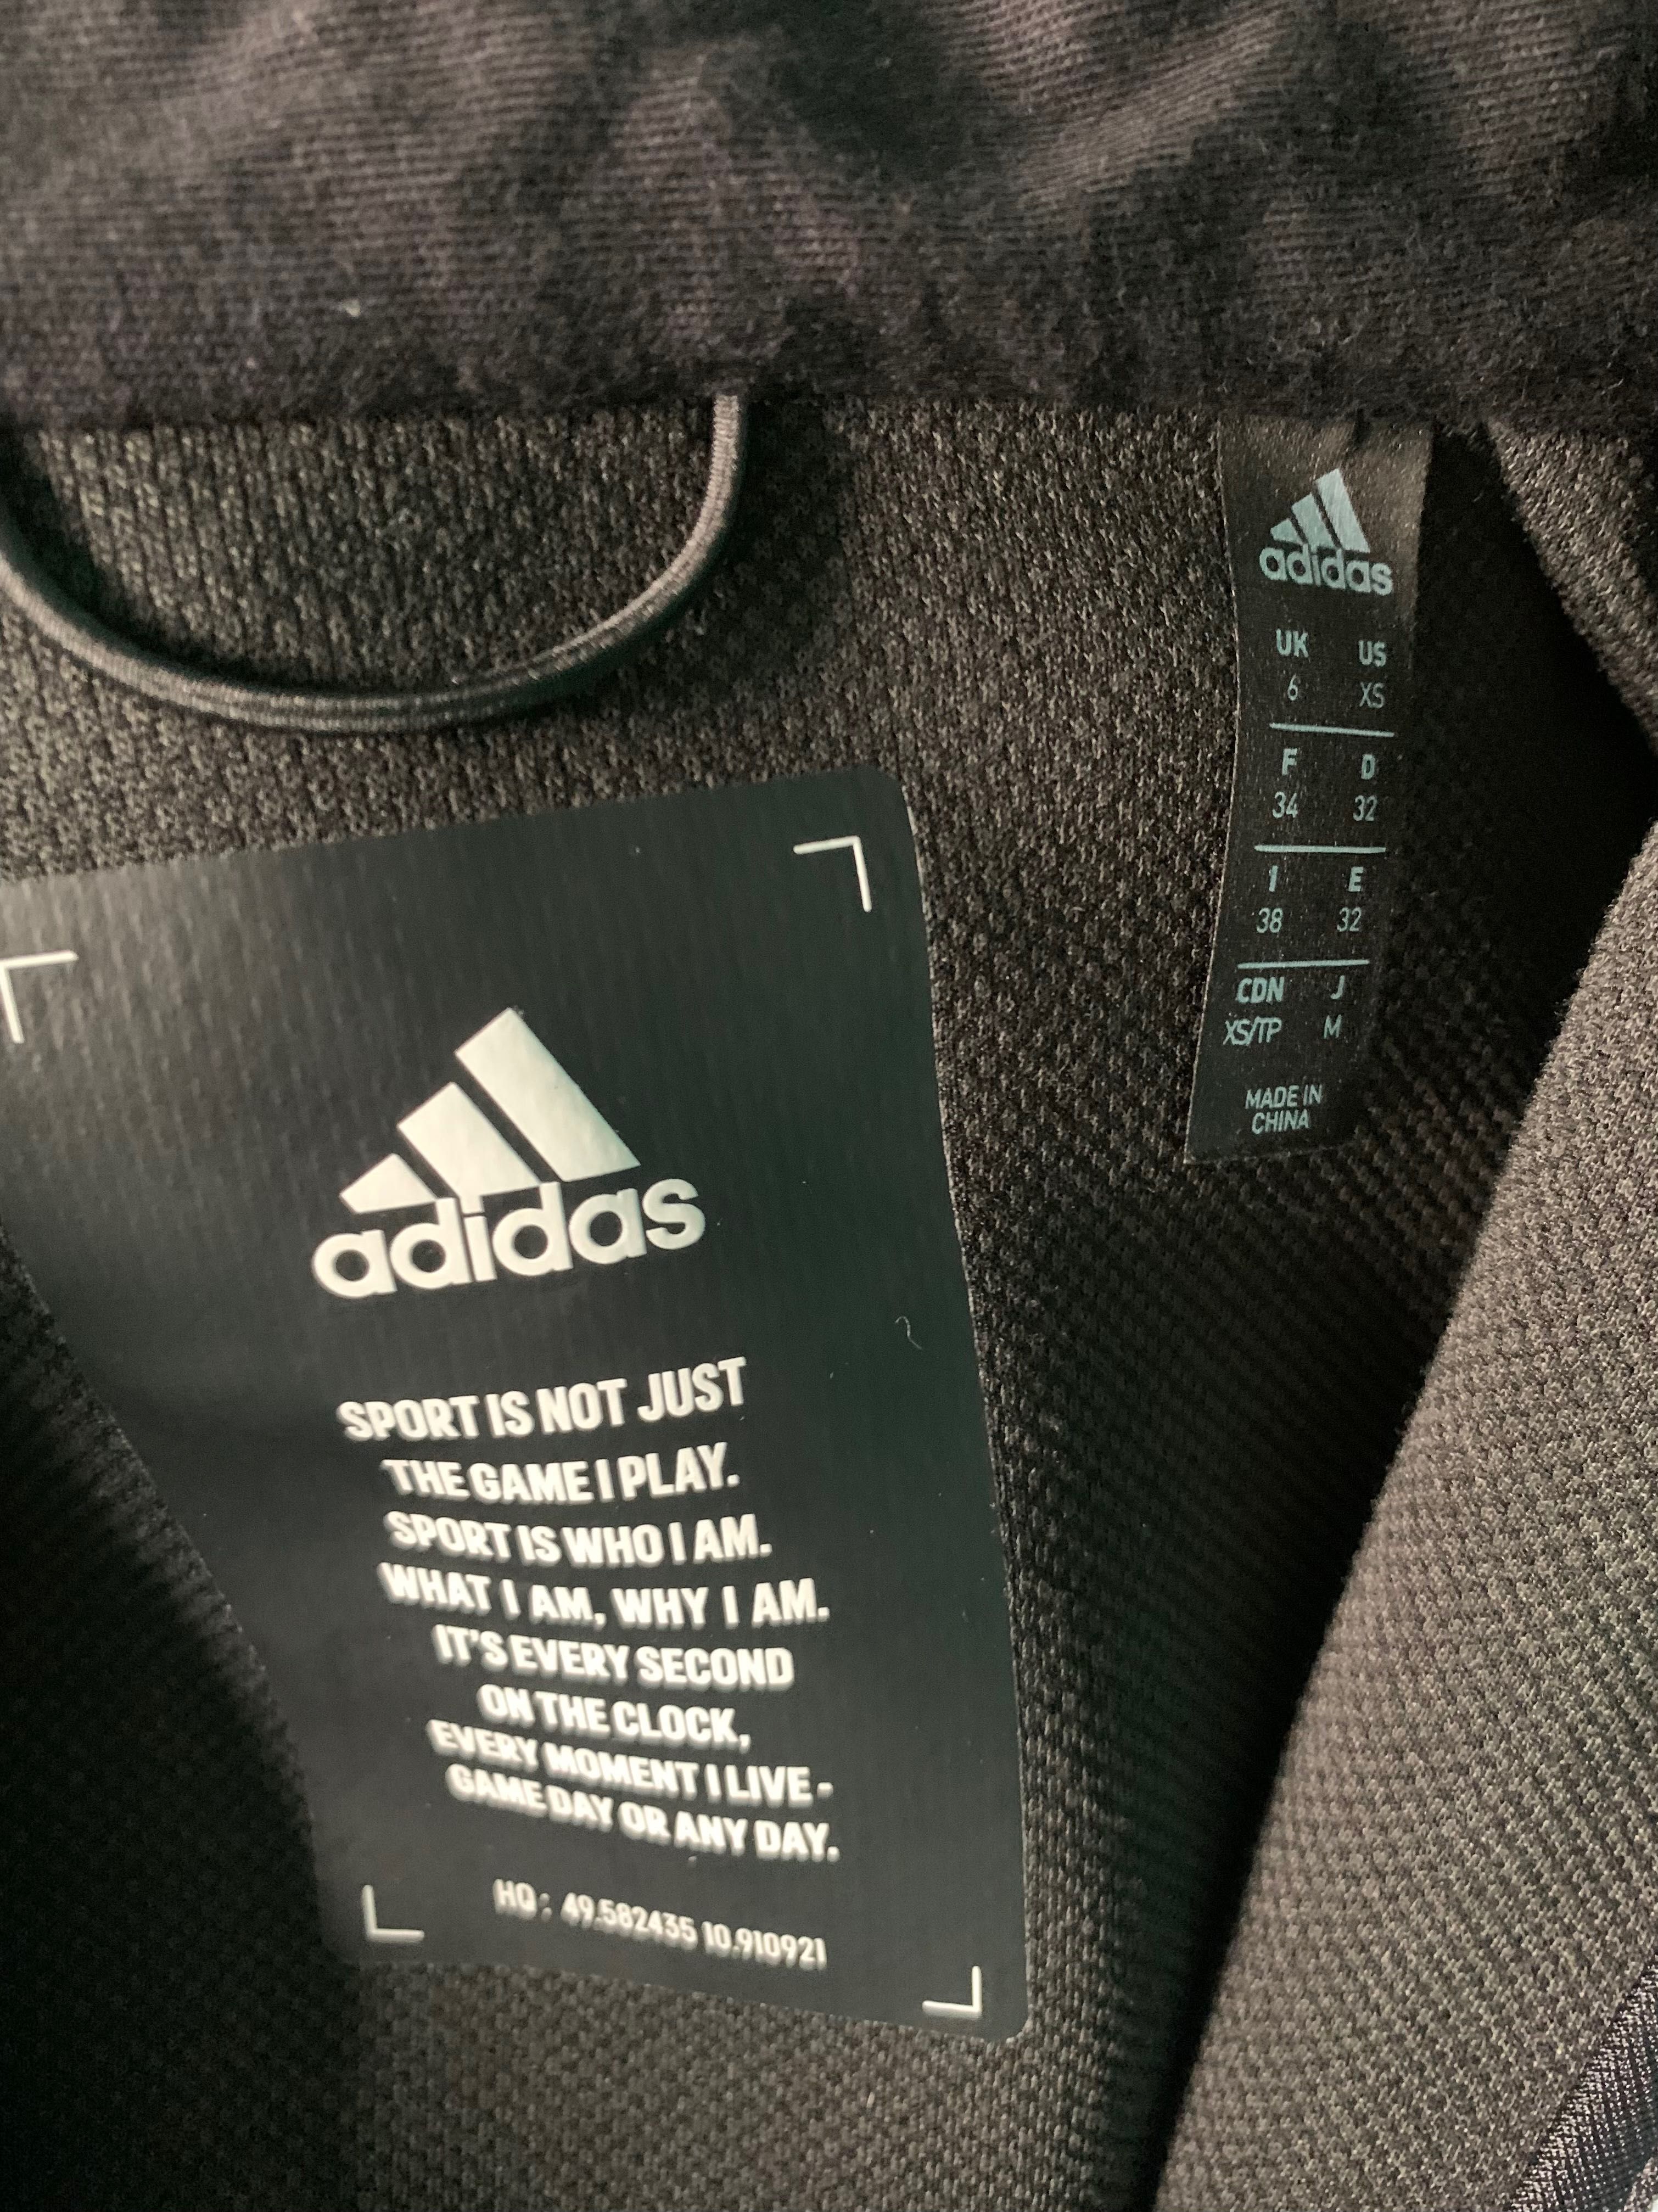 adidas
SPORT IS NOT JUST
THE GAME I PLAY.
SPORT IS WHO I AM.
WHAT I AM, WHY I AM.
IT'S EVERY SECOND
ON THE CLOCK,
EVERY MOMENT I LIVE -
GAME DAY OR ANY DAY.
HQ : 49.582435 10.910921
adidas
UK US
6 XS
F D
34 32
I E
38 32
CDN J
XS/TP M
MADE IN
CHINA